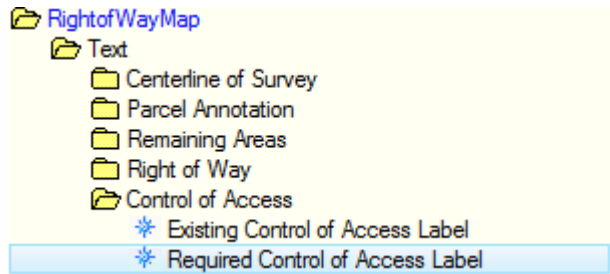 RightofWayMap
Text
Centerline of Survey
Parcel Annotation
Remaining Areas
Right of Way
Control of Access
Existing Control of Access Label
Required Control of Access Label